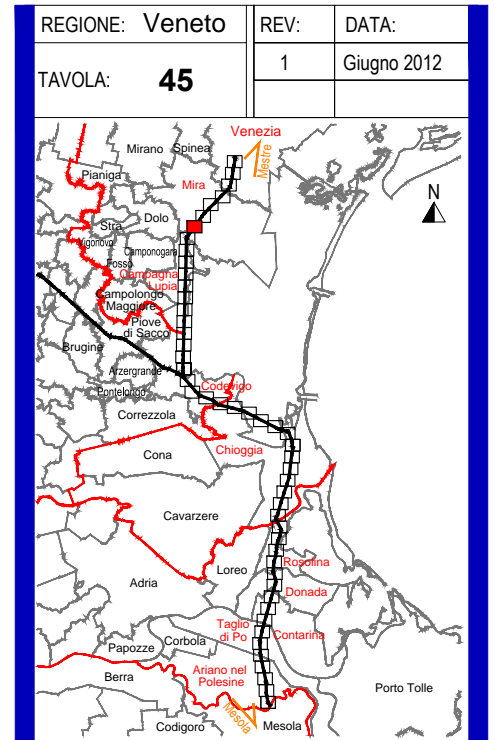 REGIONE: Veneto
REV:
DATA:
TAVOLA: 45
1
Giugno 2012
Venezia
Mestre
Mirano
Spinea
Pianiga
Mira
N
Dolo
Stra
Vigonovo
Camponogara
Fosso
Campagna
Lupia
Campolongo
Maggiore
Piove
di Sacco
Brugine
Arzergrande
Codevigo
Pontelongo
Correzzola
Chioggia
Cona
Cavarzere
Rosolina
Loreo
Adria
Donada
Taglio
di Po
Contarina
Corbola
Papozze
Ariano nel
Polesine
Berra
Porto Tolle
Mesola
Mesola
Codigoro